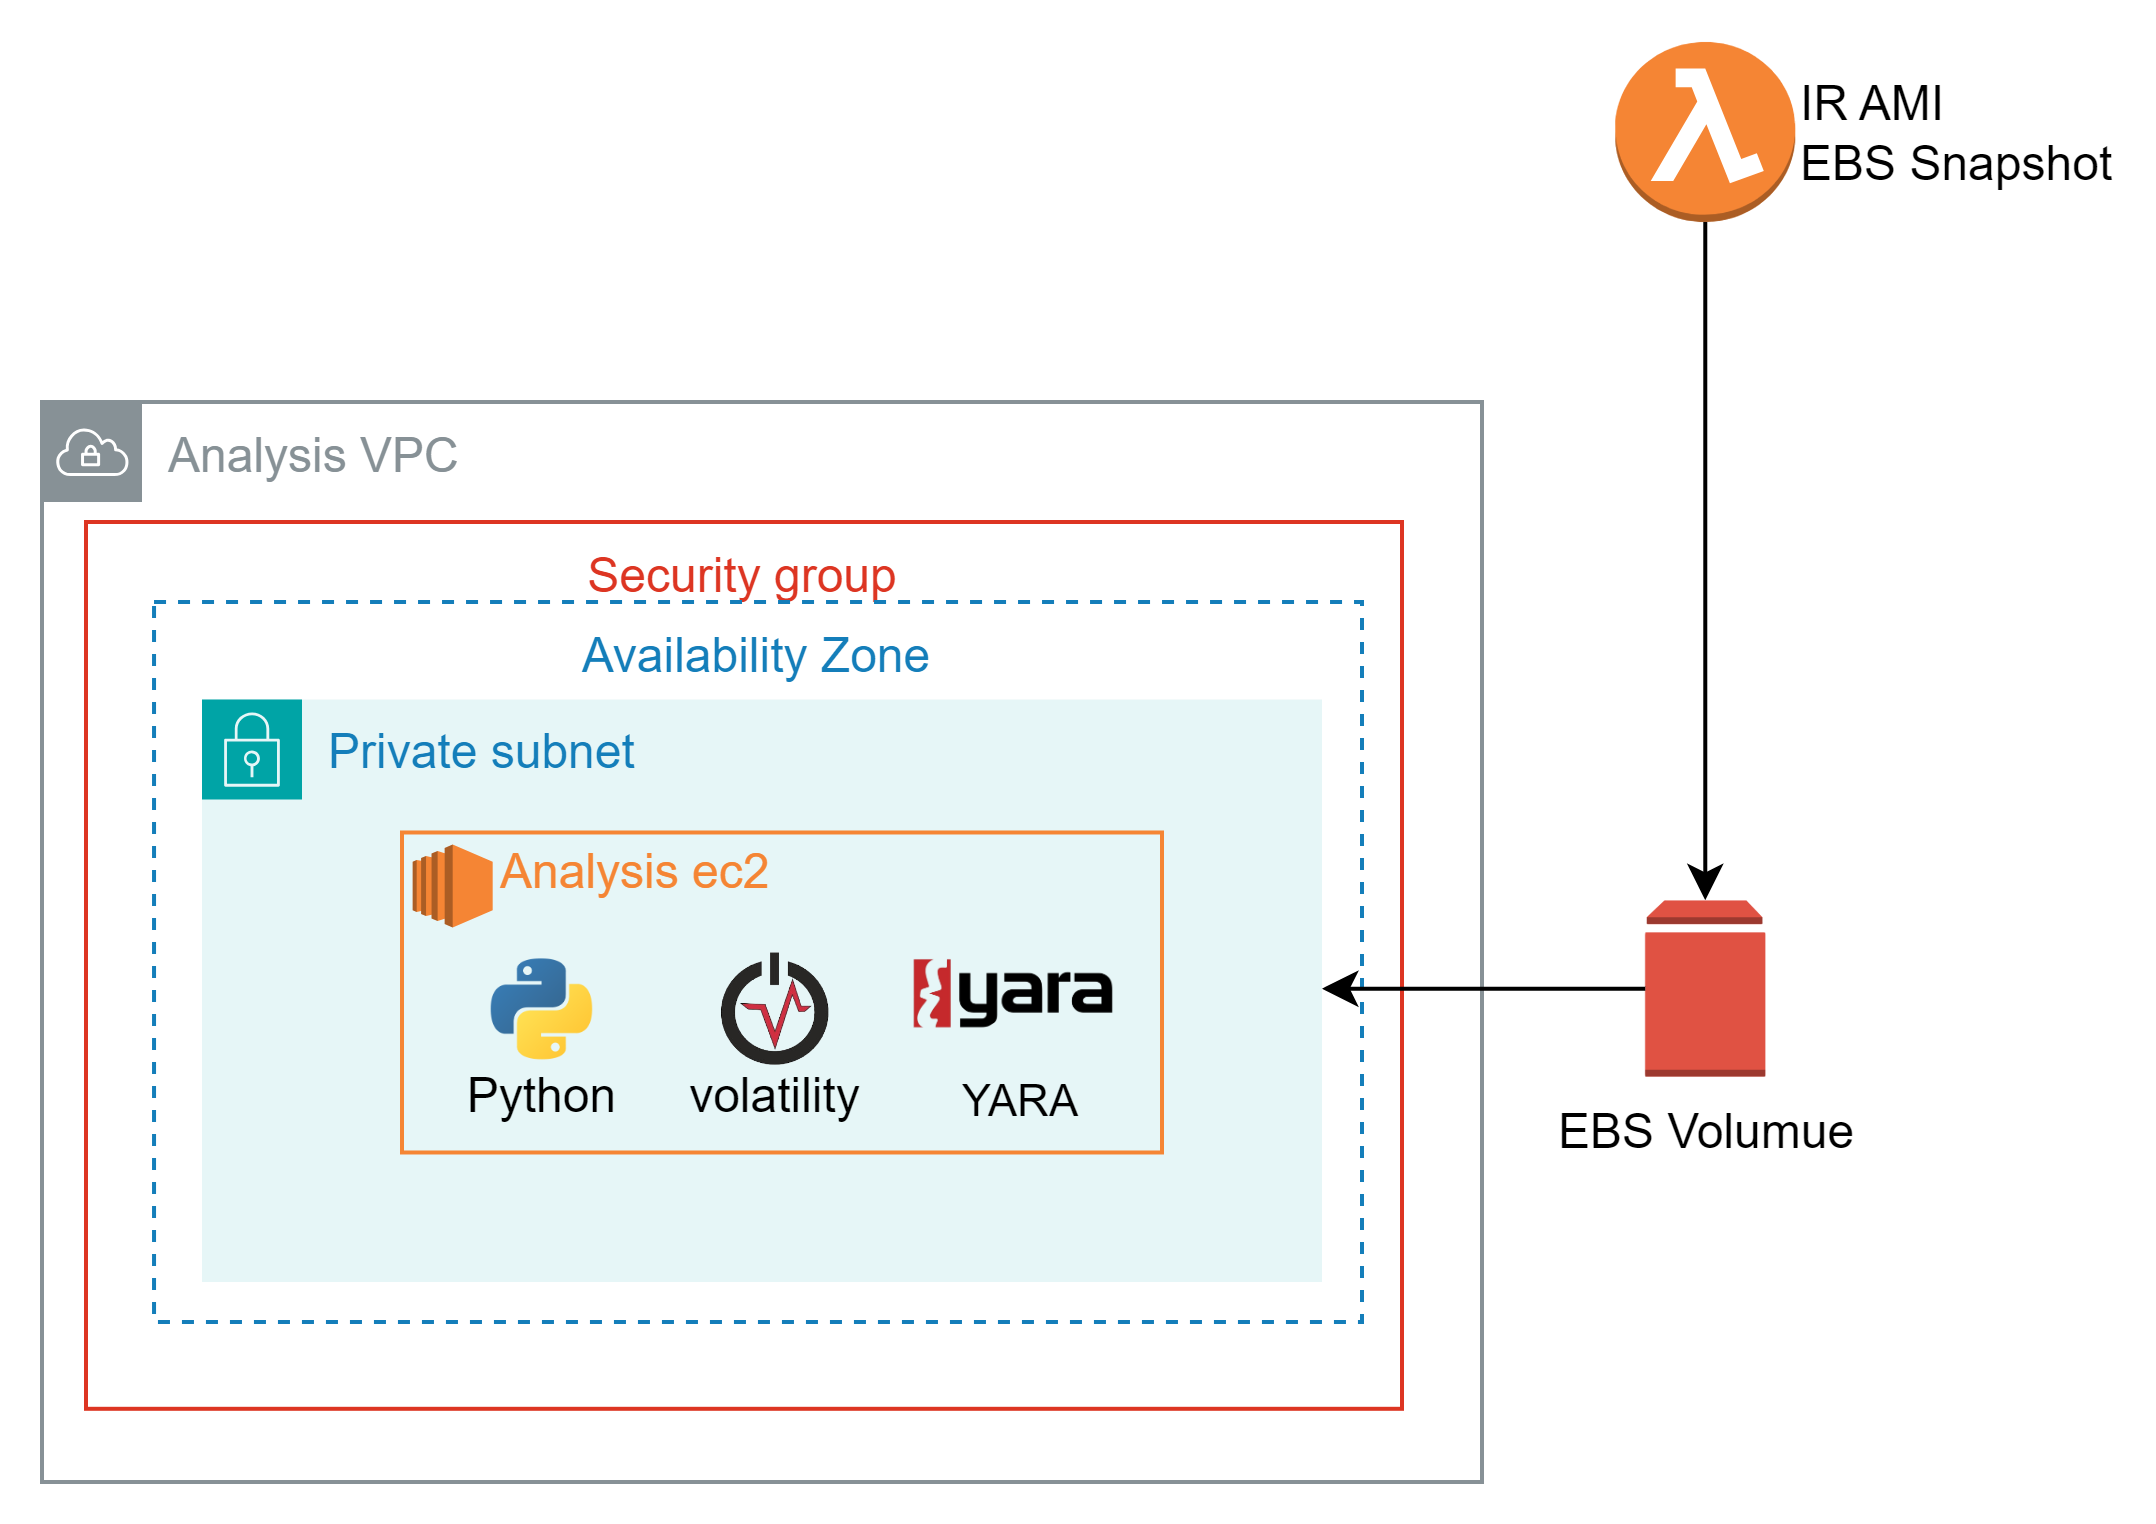 IR AMI
EBS Snapshot
Analysis VPC
Security group
Availability Zone
Private subnet
Analysis ec2
yara
Python
volatility
YARA
EBS Volumue